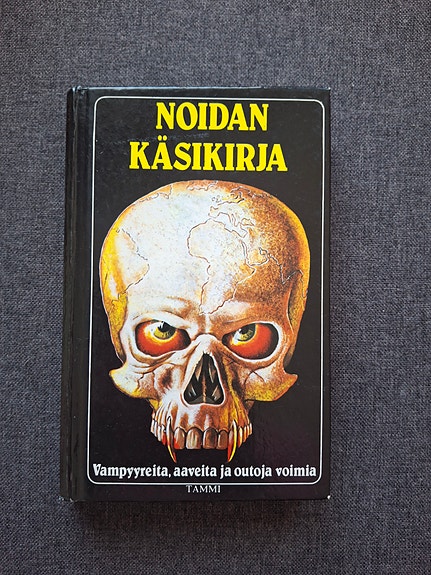 NOIDAN
KÄSIKIRJA
Vampyyreita, aaveita ja outoja voimia
TAMMI